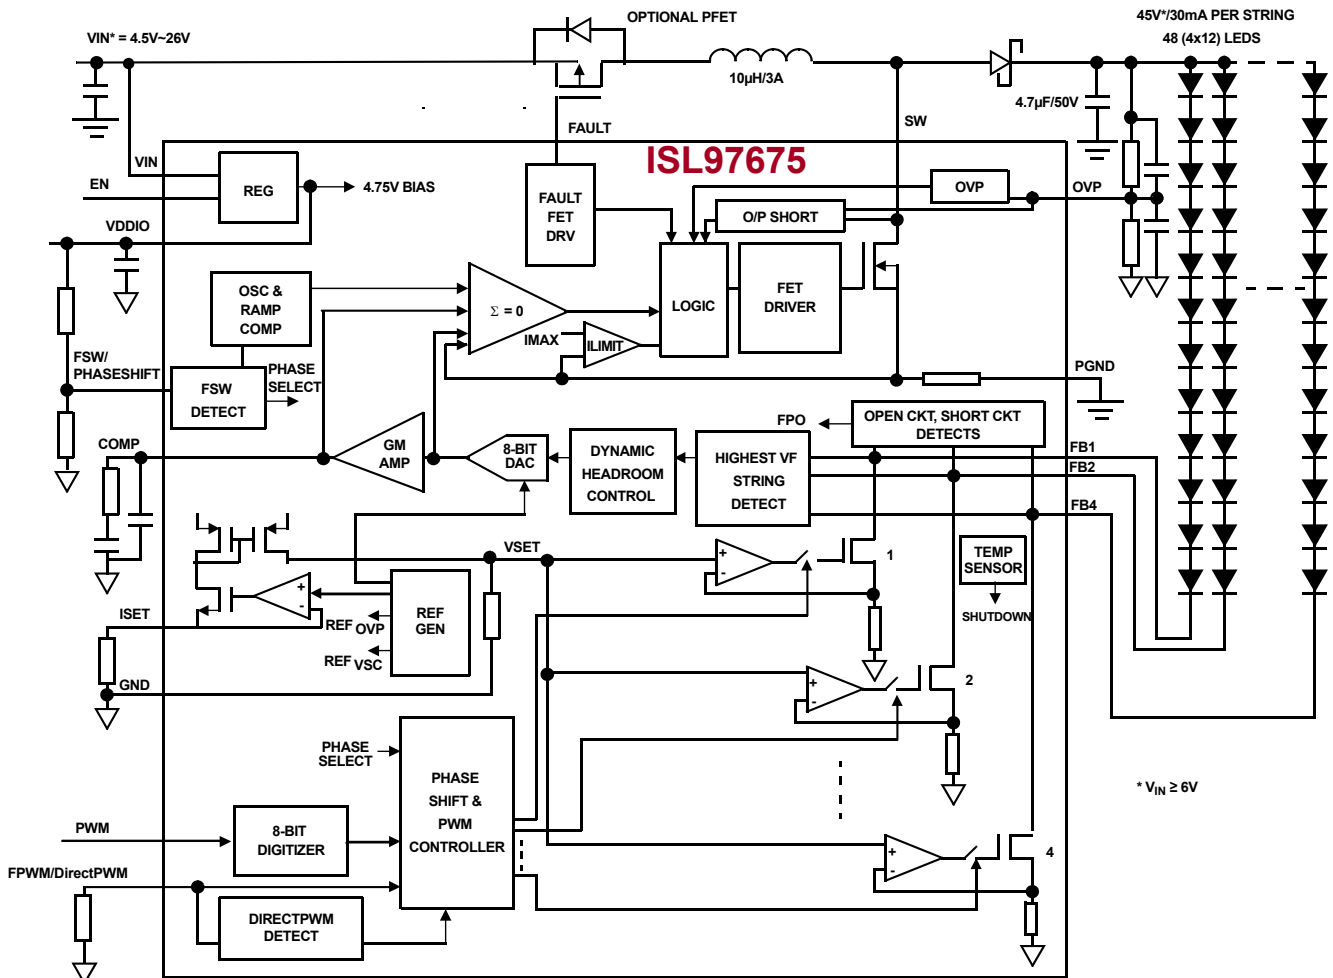 OPTIONAL PFET
45V*/30mA PER STRING
48 (4x12) LEDS
VIN* = 4.5V~26V
10µH/3A
4.7µF/50V
SW
FAULT
ISL97675
VIN
EN
REG
4.75V BIAS
FAULT
FET
DRV
OVP
OVP
O/P SHORT
VDDIO
OSC &
RAMP
COMP
Σ = 0
LOGIC
FET
DRIVER
IMAX
ILIMIT
FSW/
PHASESHIFT
FSW
DETECT
PHASE
SELECT
PGND
FPO
OPEN CKT, SHORT CKT
DETECTS
COMP
GM
AMP
8-BIT
DAC
DYNAMIC
HEADROOM
CONTROL
HIGHEST VF
STRING
DETECT
FB1
FB2
FB4
VSET
+
-
1
TEMP
SENSOR
SHUTDOWN
+
-
ISET
REF
OVP
REF
VSC
REF
GEN
GND
+
-
2
PHASE
SELECT
PHASE
SHIFT &
PWM
CONTROLLER
* VIN ≥ 6V
PWM
8-BIT
DIGITIZER
+
-
4
FPWM/DirectPWM
DIRECTPWM
DETECT